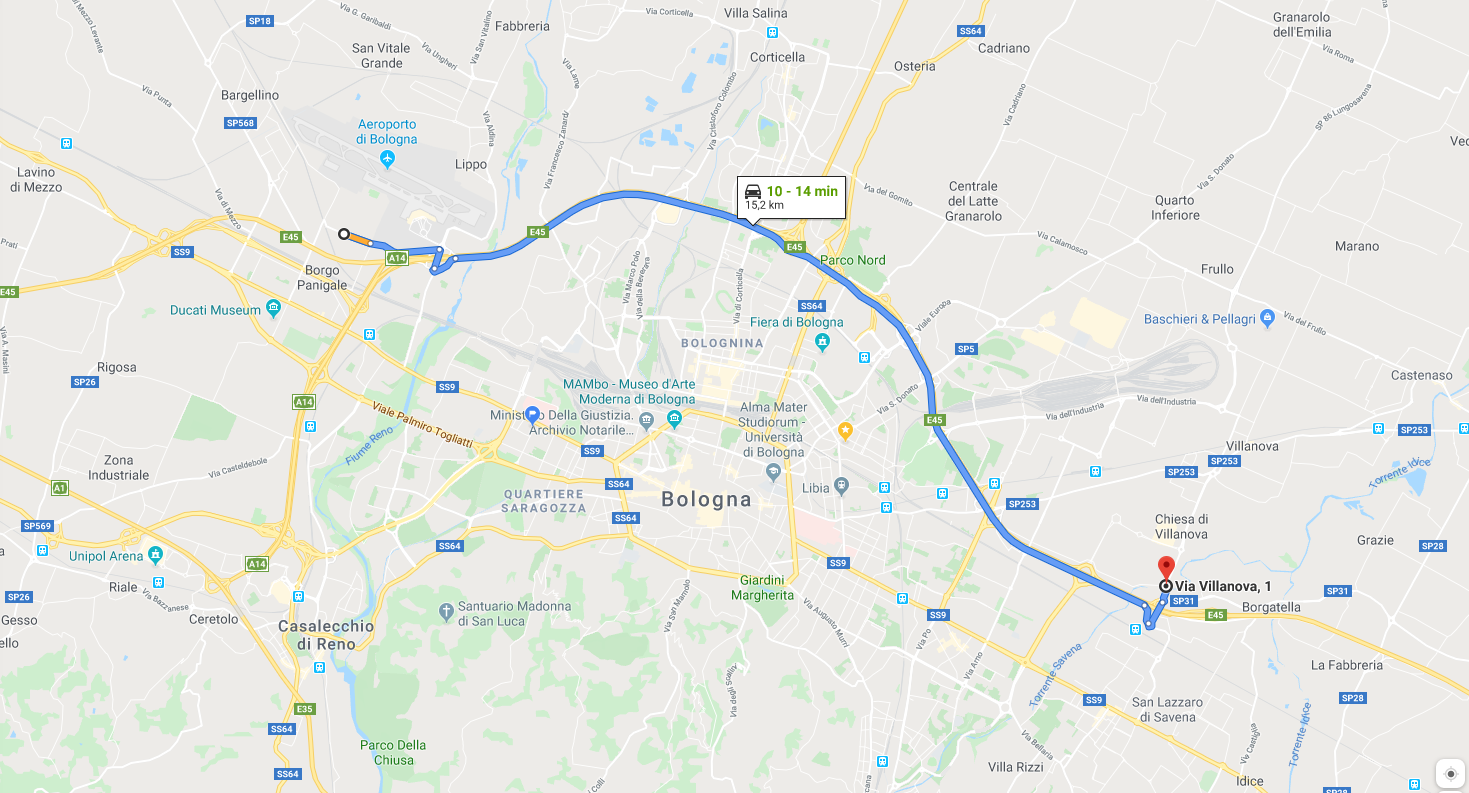 SP18
Via G. Garibaldi
Fabbreria
Via Corticella
Villa Salina
Granarolo
dell'Emilia
SS64
San Vitale
Grande
Via Ungheri
Via San Vitalino
Corticella
Cadriano
Osteria
Via Roma
Via Punta
Bargellino
Via Lame
Via Cristoforo Colombo
Via Cadriano
SP 86 Lungosavena
SP568
Aeroporto
di Bologna
Via Aldina
Via Francesco Zanardi
Lippo
Lavino
di Mezzo
Via di Mezzo
10 - 14 min
15,2 km
Via del Gomito
Centrale
del Latte
Granarolo
Via S. Donato
Quarto
Inferiore
Prati
SS9
E45
A14
E45
E45
Via Calamosco
Marano
Borgo
Panigale
Via Marco Polo
Via della Beverara
Via di Corticella
Parco Nord
Frullo
E45
Ducati Museum
SS64
Fiera di Bologna
Viale Europa
Baschieri & Pellagri
Via del Frullo
Via A. Masini
BOLOGNINA
SP5
Rigosa
SP26
SS9
MAMbo - Museo d'Arte
Moderna di Bologna
Via S. Donato
Castenaso
A14
Viale Palmiro Togliatti
Ministero Della Giustizia.
Archivio Notarile...
Alma Mater
Studiorum -
Università
di Bologna
E45
Via dell'Industria
Via dell'Industria
SP253
Fiume Reno
SS9
Villanova
SP253
SP253
Zona
Industriale
Via Casteldebole
Torrente Idice
A1
QUARTIERE
SARAGOZZA
SS64
Bologna
Libia
SP253
SP569
SS64
Chiesa di
Villanova
Unipol Arena
SS64
Grazie
SP28
A14
SS9
Riale
Via Bazzanese
Giardini
Margherita
Via Villanova, 1
SP31
SP31
SP26
Gesso
Ceretolo
Casalecchio
di Reno
Santuario Madonna
di San Luca
Via San Mamolo
Via Augusto Murri
SS9
E45
Borgatella
Via Po
Via Arno
Torrente Savena
La Fabbreria
Via degli Scalini
E35
SS64
SS9
San Lazzaro
di Savena
SP28
Parco Della
Chiusa
Via Bellaria
Via Castiglia
Torrente Idice
SS64
Villa Rizzi
Idice
SP28